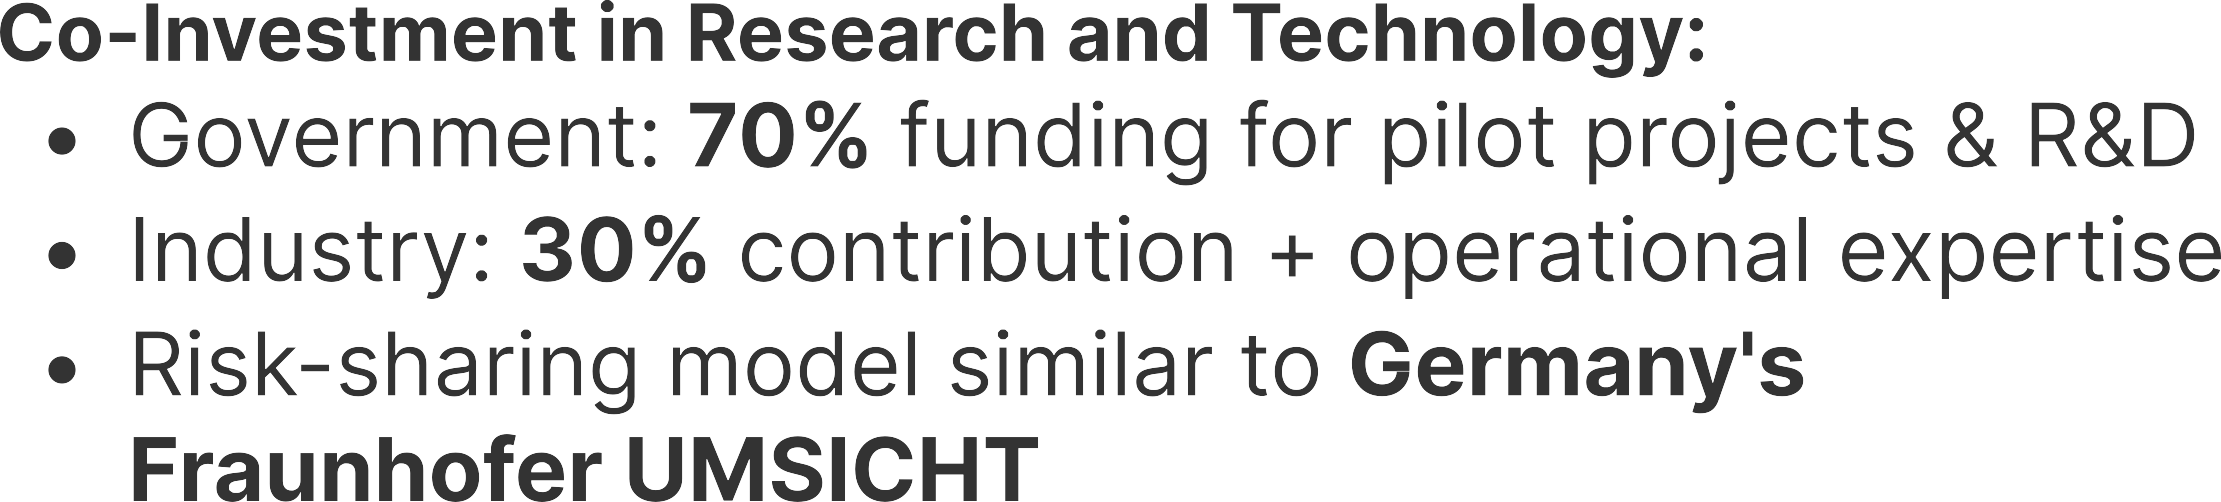 Co-Investment in Research and Technology:
• Government: 70% funding for pilot projects & R&D
• Industry: 30% contribution + operational expertise
• Risk-sharing model similar to Germany's
Fraunhofer UMSICHT